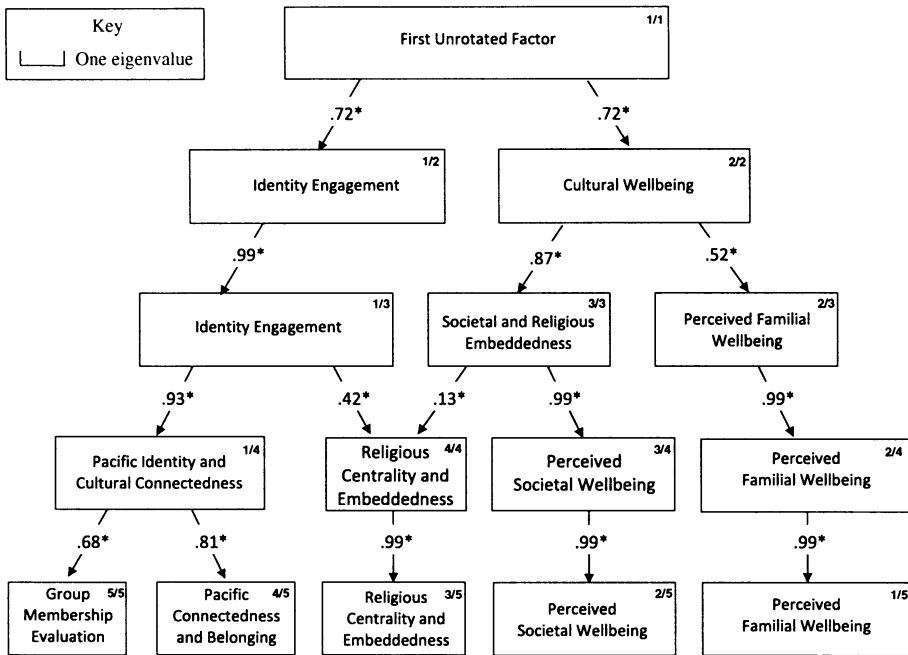 Key
One eigenvalue
1/1
First Unrotated Factor
.72*
.72*
1/2
Identity Engagement
2/2
Cultural Wellbeing
.99*
.87*
.52*
1/3
Identity Engagement
3/3
Societal and Religious
Embeddedness
2/3
Perceived Familial
Wellbeing
.93*
.42*
.13*
.99*
.99*
1/4
Pacific Identity and
Cultural Connectedness
4/4
Religious
Centrality and
Embeddedness
3/4
Perceived
Societal Wellbeing
2/4
Perceived
Familial Wellbeing
.68*
.81*
.99*
.99*
.99*
5/5
Group
Membership
Evaluation
4/5
Pacific
Connectedness
and Belonging
3/5
Religious
Centrality and
Embeddedness
2/5
Perceived
Societal Wellbeing
1/5
Perceived
Familial Wellbeing